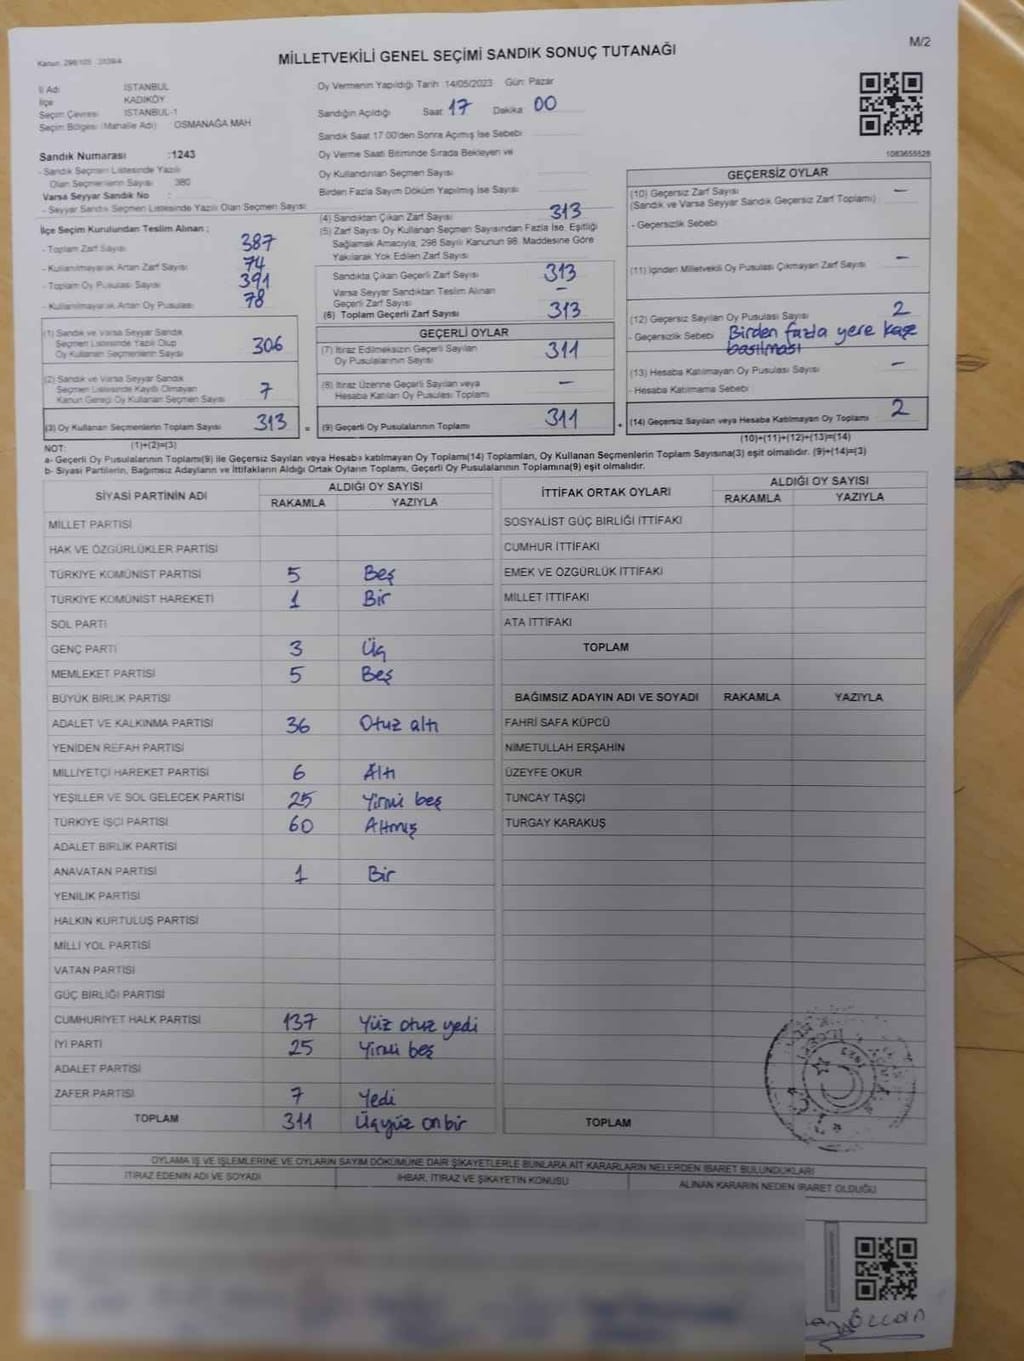 MİLLETVEKİLİ GENEL SEÇİMİ SANDIK SONUÇ TUTANAĞI
M/2
İl Adı İSTANBUL
İlçe KADIKÖY
Seçim Çevresi İSTANBUL-1
Seçim Bölgesi (Mahalle Adı) OSMANAĞA MAH
Sandık Numarası :1243
- Sandık Seçmen Listesinde Yazılı
Olan Seçmenlerin Sayısı 380
Varsa Seyyar Sandık No :
- Seyyar Sandık Seçmen Listesinde Yazılı Olan Seçmen Sayısı
İlçe Seçim Kurulundan Teslim Alınan :
- Toplam Zarf Sayısı 387
- Kullanılmayarak Artan Zarf Sayısı 74
- Toplam Oy Pusulası Sayısı 391
- Kullanılmayarak Artan Oy Pusulası 78
(1) Sandık ve Varsa Seyyar Sandık
Seçmen Listesinde Yazılı Olup
Oy Kullanan Seçmenlerin Sayısı 306
(2) Sandık ve Varsa Seyyar Sandık
Seçmen Listesinde Kayıtlı Olmayan
Kanun Gereği Oy Kullanan Seçmen Sayısı 7
(3) Oy Kullanan Seçmenlerin Toplam Sayısı 313 =
(1)+(2)=(3)
Oy Vermenin Yapıldığı Tarih :14/05/2023 Gün: Pazar
Sandığın Açıldığı Saat 17 Dakika 00
Sandık Saat 17.00'den Sonra Açılmış İse Sebebi
Oy Verme Saati Bitiminde Sırada Bekleyen ve
Oy Kullandırılan Seçmen Sayısı
Birden Fazla Sayım Döküm Yapılmış İse Sayısı
(4) Sandıktan Çıkan Zarf Sayısı 313
(5) Zarf Sayısı Oy Kullanan Seçmen Sayısından Fazla İse, Eşitliği
Sağlamak Amacıyla, 298 Sayılı Kanunun 98. Maddesine Göre
Yakılarak Yok Edilen Zarf Sayısı
Sandıkta Çıkan Geçerli Zarf Sayısı 313
Varsa Seyyar Sandıktan Teslim Alınan
Geçerli Zarf Sayısı –
(6) Toplam Geçerli Zarf Sayısı 313
GEÇERLİ OYLAR
(7) İtiraz Edilmeksizin Geçerli Sayılan
Oy Pusulalarının Sayısı 311
(8) İtiraz Üzerine Geçerli Sayılan veya
Hesaba Katılan Oy Pusulası Toplamı –
(9) Geçerli Oy Pusulalarının Toplamı 311 +
1083655528
GEÇERSİZ OYLAR
(10) Geçersiz Zarf Sayısı –
(Sandık ve Varsa Seyyar Sandık Geçersiz Zarf Toplamı)
- Geçersizlik Sebebi
(11) İçinden Milletvekili Oy Pusulası Çıkmayan Zarf Sayısı –
(12) Geçersiz Sayılan Oy Pusulası Sayısı 2
- Geçersizlik Sebebi Birden fazla yere kaşe
basılması
(13) Hesaba Katılmayan Oy Pusulası Sayısı –
- Hesaba Katılmama Sebebi
(14) Geçersiz Sayılan veya Hesaba Katılmayan Oy Toplamı 2
(10)+(11)+(12)+(13)=(14)
NOT:
a- Geçerli Oy Pusulalarının Toplamı(9) ile Geçersiz Sayılan veya Hesaba katılmayan Oy Toplamı(14) Toplamları, Oy Kullanan Seçmenlerin Toplam Sayısına(3) eşit olmalıdır. (9)+(14)=(3)
b- Siyasi Partilerin, Bağımsız Adayların ve İttifakların Aldığı Ortak Oyların Toplamı, Geçerli Oy Pusulalarının Toplamına(9) eşit olmalıdır.
SİYASİ PARTİNİN ADI ALDIĞI OY SAYISI
RAKAMLA YAZIYLA
MİLLET PARTİSİ
HAK VE ÖZGÜRLÜKLER PARTİSİ
TÜRKİYE KOMÜNİST PARTİSİ 5 Beş
TÜRKİYE KOMÜNİST HAREKETİ 1 Bir
SOL PARTİ
GENÇ PARTİ 3 Üç
MEMLEKET PARTİSİ 5 Beş
BÜYÜK BİRLİK PARTİSİ
ADALET VE KALKINMA PARTİSİ 36 Otuz altı
YENİDEN REFAH PARTİSİ
MİLLİYETÇİ HAREKET PARTİSİ 6 Altı
YEŞİLLER VE SOL GELECEK PARTİSİ 25 Yirmi beş
TÜRKİYE İŞÇİ PARTİSİ 60 Altmış
ADALET BİRLİK PARTİSİ
ANAVATAN PARTİSİ 1 Bir
YENİLİK PARTİSİ
HALKIN KURTULUŞ PARTİSİ
MİLLİ YOL PARTİSİ
VATAN PARTİSİ
GÜÇ BİRLİĞİ PARTİSİ
CUMHURİYET HALK PARTİSİ 137 Yüz otuz yedi
İYİ PARTİ 25 Yirmi beş
ADALET PARTİSİ
ZAFER PARTİSİ 7 Yedi
TOPLAM 311 Üçyüz onbir
İTTİFAK ORTAK OYLARI ALDIĞI OY SAYISI
RAKAMLA YAZIYLA
SOSYALİST GÜÇ BİRLİĞİ İTTİFAKI
CUMHUR İTTİFAKI
EMEK VE ÖZGÜRLÜK İTTİFAKI
MİLLET İTTİFAKI
ATA İTTİFAKI
TOPLAM
BAĞIMSIZ ADAYIN ADI VE SOYADI RAKAMLA YAZIYLA
FAHRİ SAFA KÜPCÜ
NİMETULLAH ERŞAHİN
ÜZEYFE OKUR
TUNCAY TAŞÇI
TURGAY KARAKUŞ
TOPLAM
OYLAMA İŞ VE İŞLEMLERİNE VE OYLARIN SAYIM DÖKÜMÜNE DAİR ŞİKAYETLERLE BUNLARA AİT KARARLARIN NELERDEN İBARET BULUNDUKLARI
İTİRAZ EDENİN ADI VE SOYADI İHBAR, İTİRAZ VE ŞİKAYETİN KONUSU ALINAN KARARIN NEDEN İBARET OLDUĞU